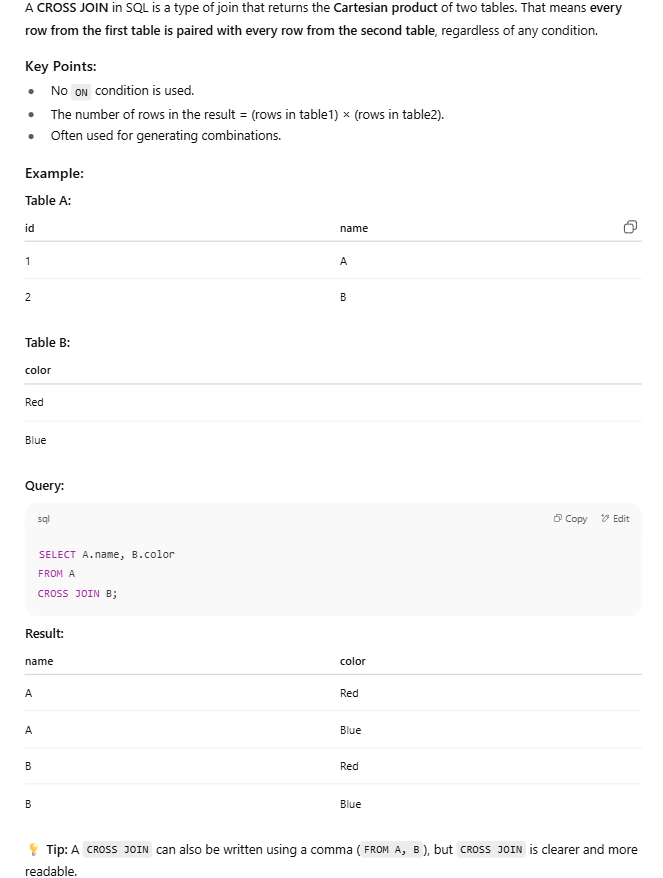 A CROSS JOIN in SQL is a type of join that returns the Cartesian product of two tables. That means every
row from the first table is paired with every row from the second table, regardless of any condition.
Key Points:
• No ON condition is used.
• The number of rows in the result = (rows in table1) × (rows in table2).
• Often used for generating combinations.
Example:
Table A:
id name
1 A
2 B
Table B:
color
Red
Blue
Query:
sql Copy Edit
SELECT A.name, B.color
FROM A
CROSS JOIN B;
Result:
name color
A Red
A Blue
B Red
B Blue
💡 Tip: A CROSS JOIN can also be written using a comma (FROM A, B), but CROSS JOIN is clearer and more
readable.